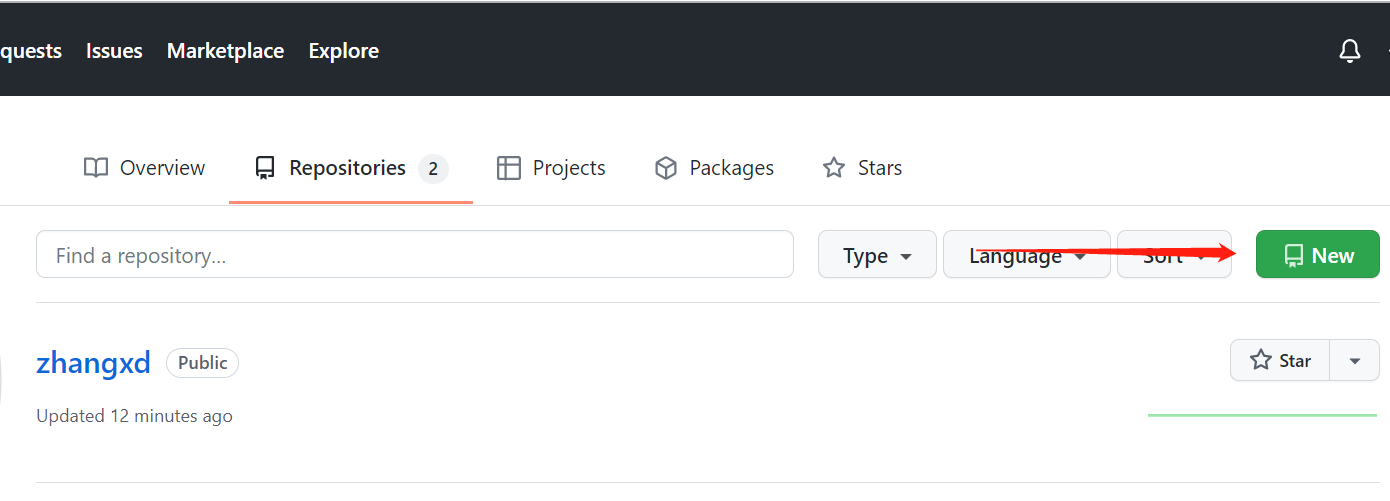 quests Issues Marketplace Explore
Overview Repositories 2 Projects Packages Stars
Find a repository... Type Language Sort New
zhangxd Public Star
Updated 12 minutes ago